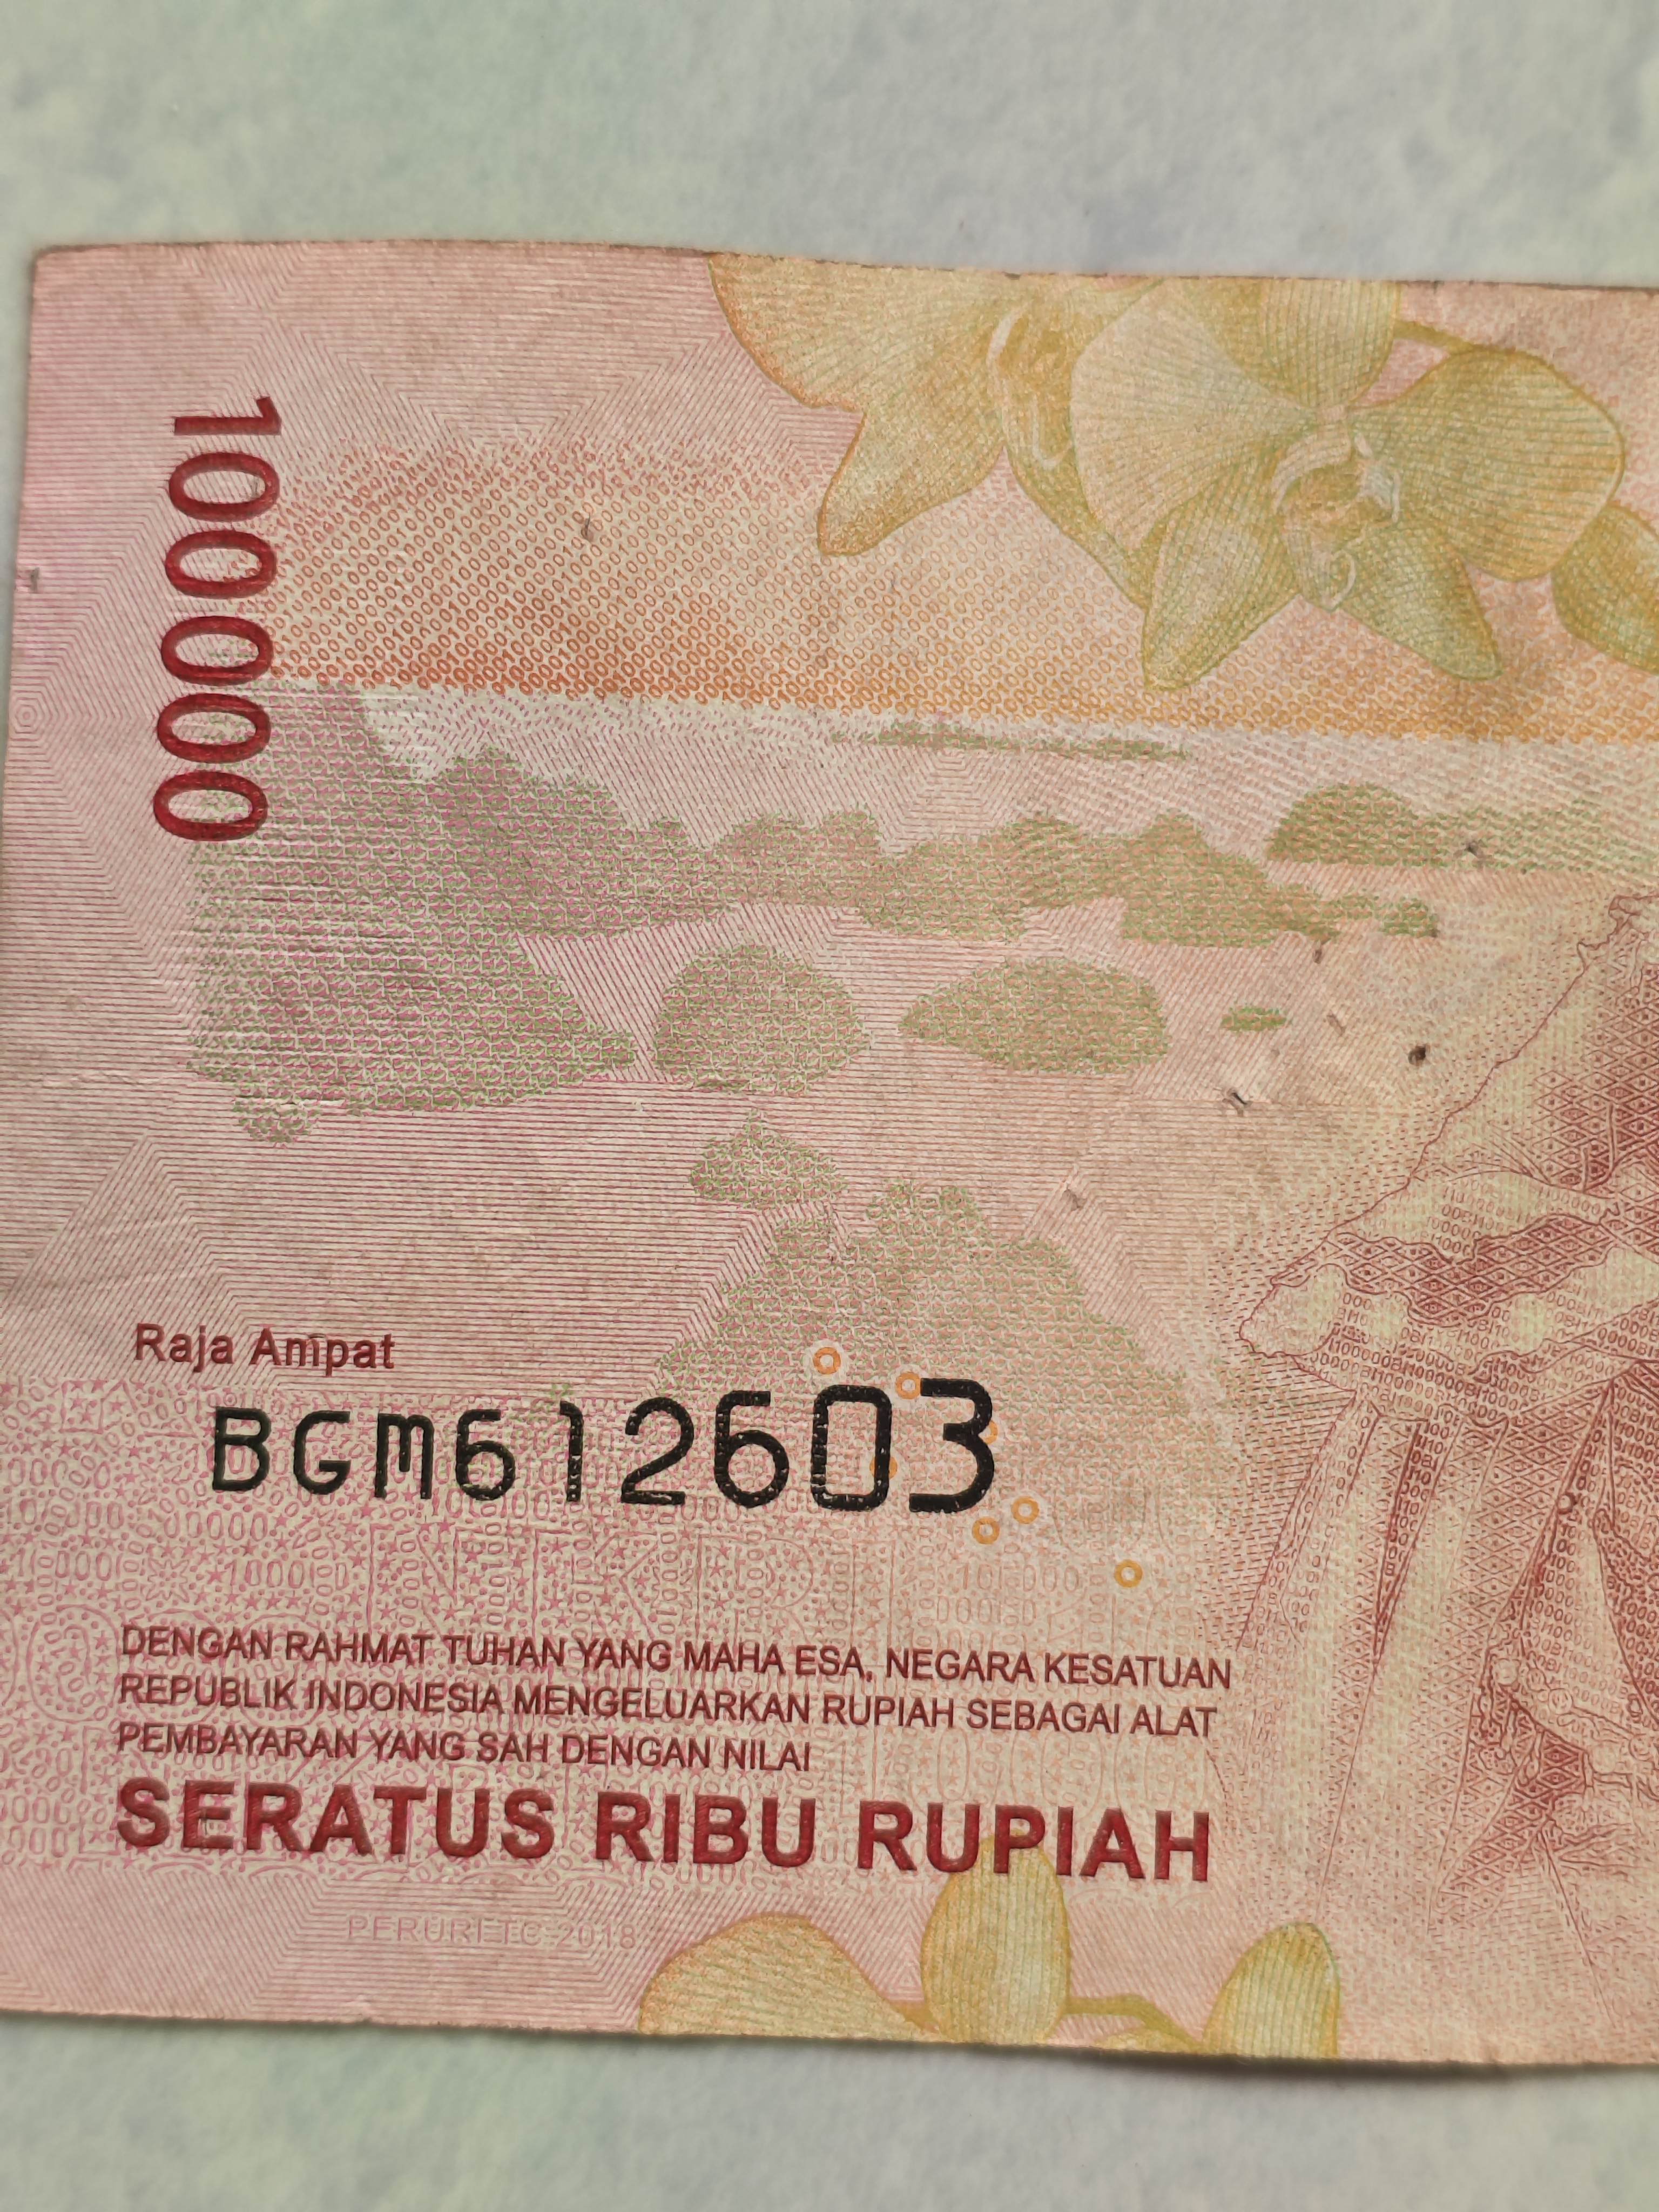 100000
Raja Ampat
BGM612603
DENGAN RAHMAT TUHAN YANG MAHA ESA, NEGARA KESATUAN
REPUBLIK INDONESIA MENGELUARKAN RUPIAH SEBAGAI ALAT
PEMBAYARAN YANG SAH DENGAN NILAI
SERATUS RIBU RUPIAH
PERURI TC 2018